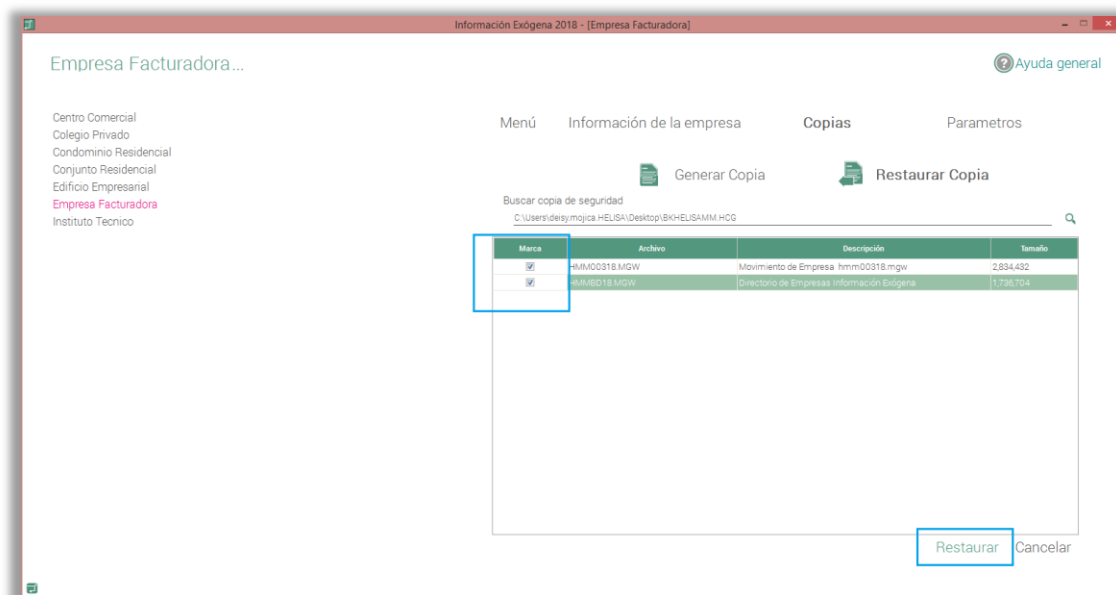 Información Exógena 2018 - [Empresa Facturadora]
Empresa Facturadora...
Ayuda general
Centro Comercial
Colegio Privado
Condominio Residencial
Conjunto Residencial
Edificio Empresarial
Empresa Facturadora
Instituto Tecnico
Menú Información de la empresa Copias Parametros
Generar Copia Restaurar Copia
Buscar copia de seguridad
C:\Users\deisy.mojica.HELISA\Desktop\BKHELISAMM.HCG
Marca Archivo Descripción Tamaño
HMM00318.MGW Movimiento de Empresa hmm00318.mgw 2,834,432
HMMBD18.MGW Directorio de Empresas Información Exógena 1,736,704
Restaurar Cancelar